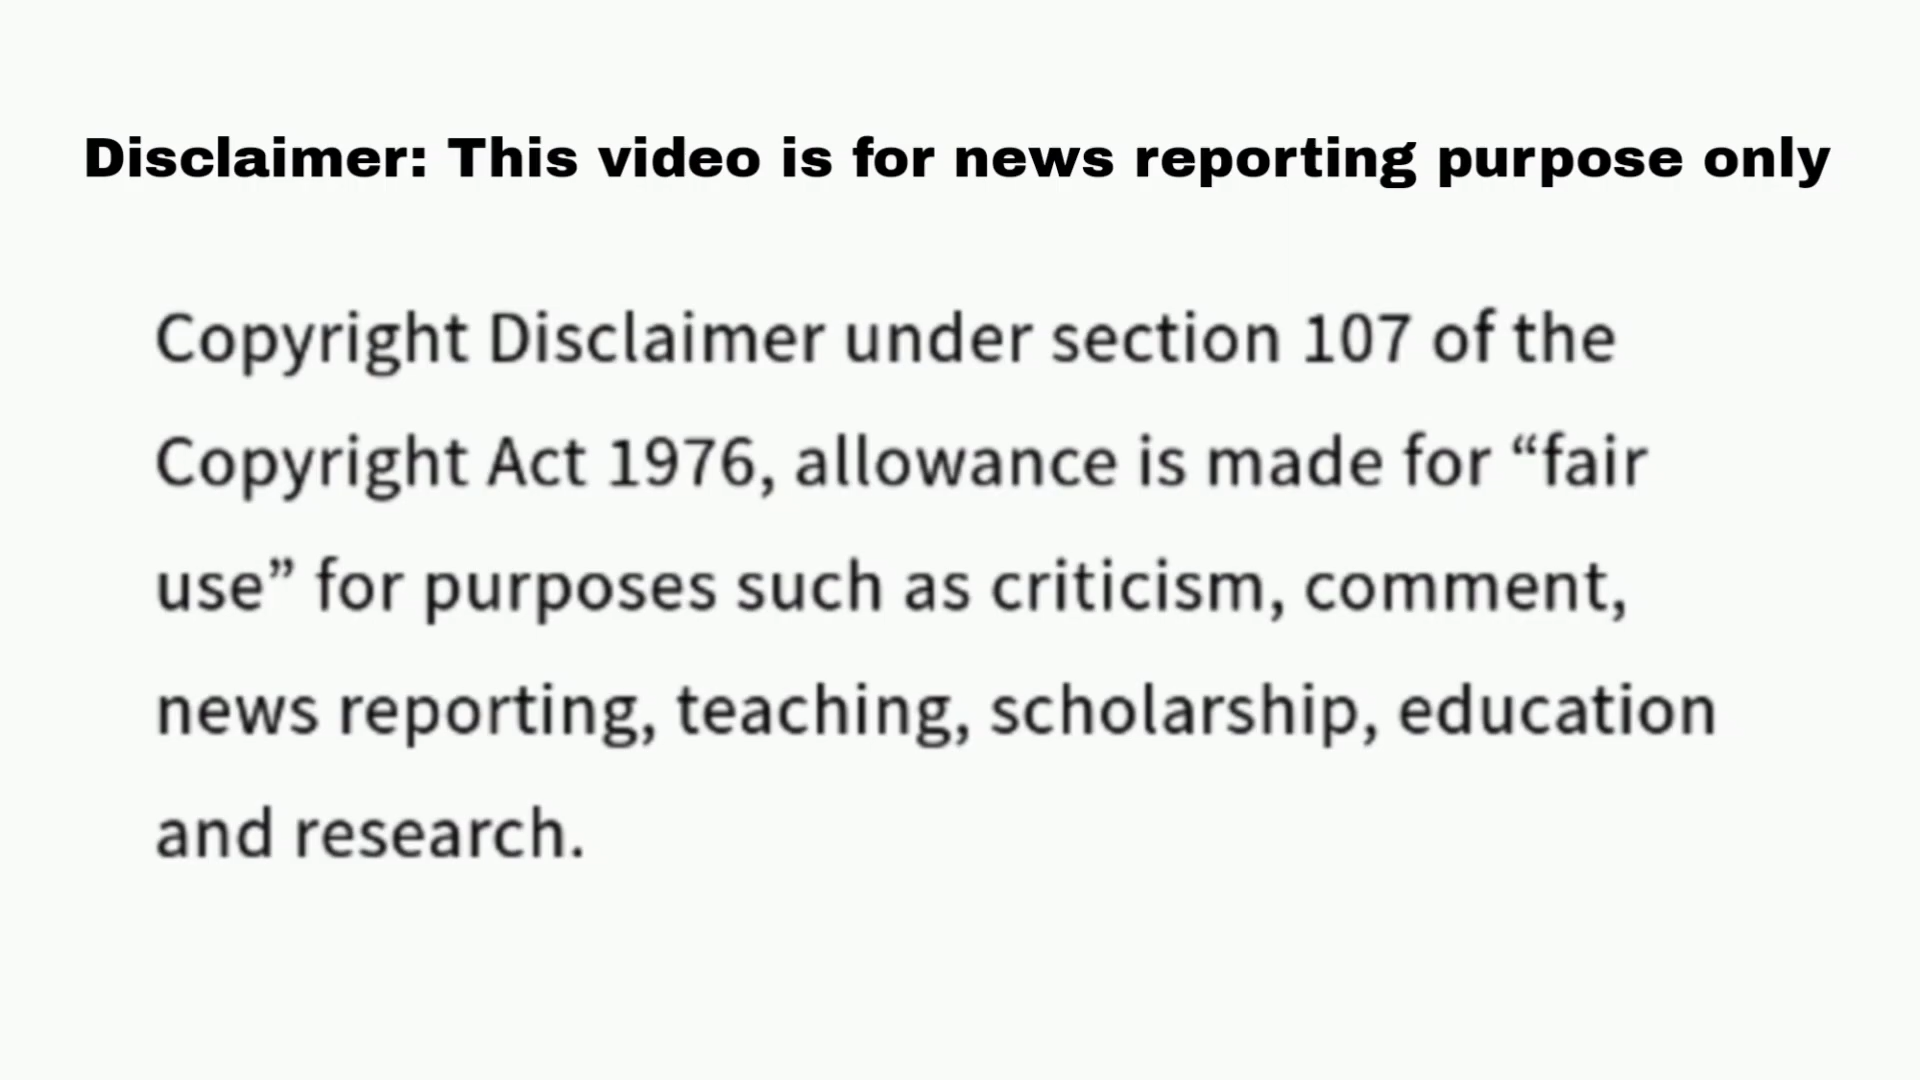 Disclaimer: This video is for news reporting purpose only
Copyright Disclaimer under section 107 of the
Copyright Act 1976, allowance is made for “fair
use” for purposes such as criticism, comment,
news reporting, teaching, scholarship, education
and research.